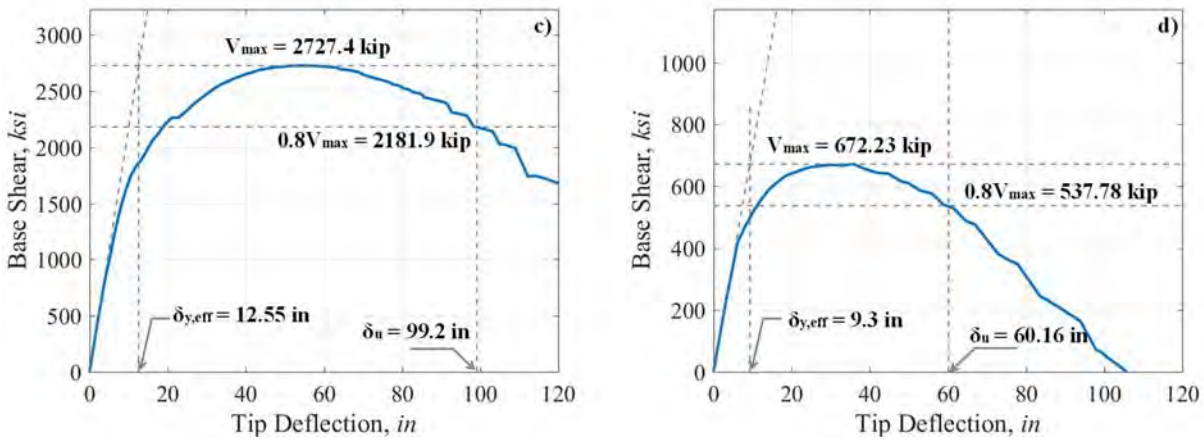 c)
3000
2500
2000
1500
1000
500
0
Base Shear, ksi
Vmax = 2727.4 kip
0.8Vmax = 2181.9 kip
δy,eff = 12.55 in
δu = 99.2 in
0 20 40 60 80 100 120
Tip Deflection, in
d)
1000
800
600
400
200
0
Base Shear, ksi
Vmax = 672.23 kip
0.8Vmax = 537.78 kip
δy,eff = 9.3 in
δu = 60.16 in
0 20 40 60 80 100 120
Tip Deflection, in